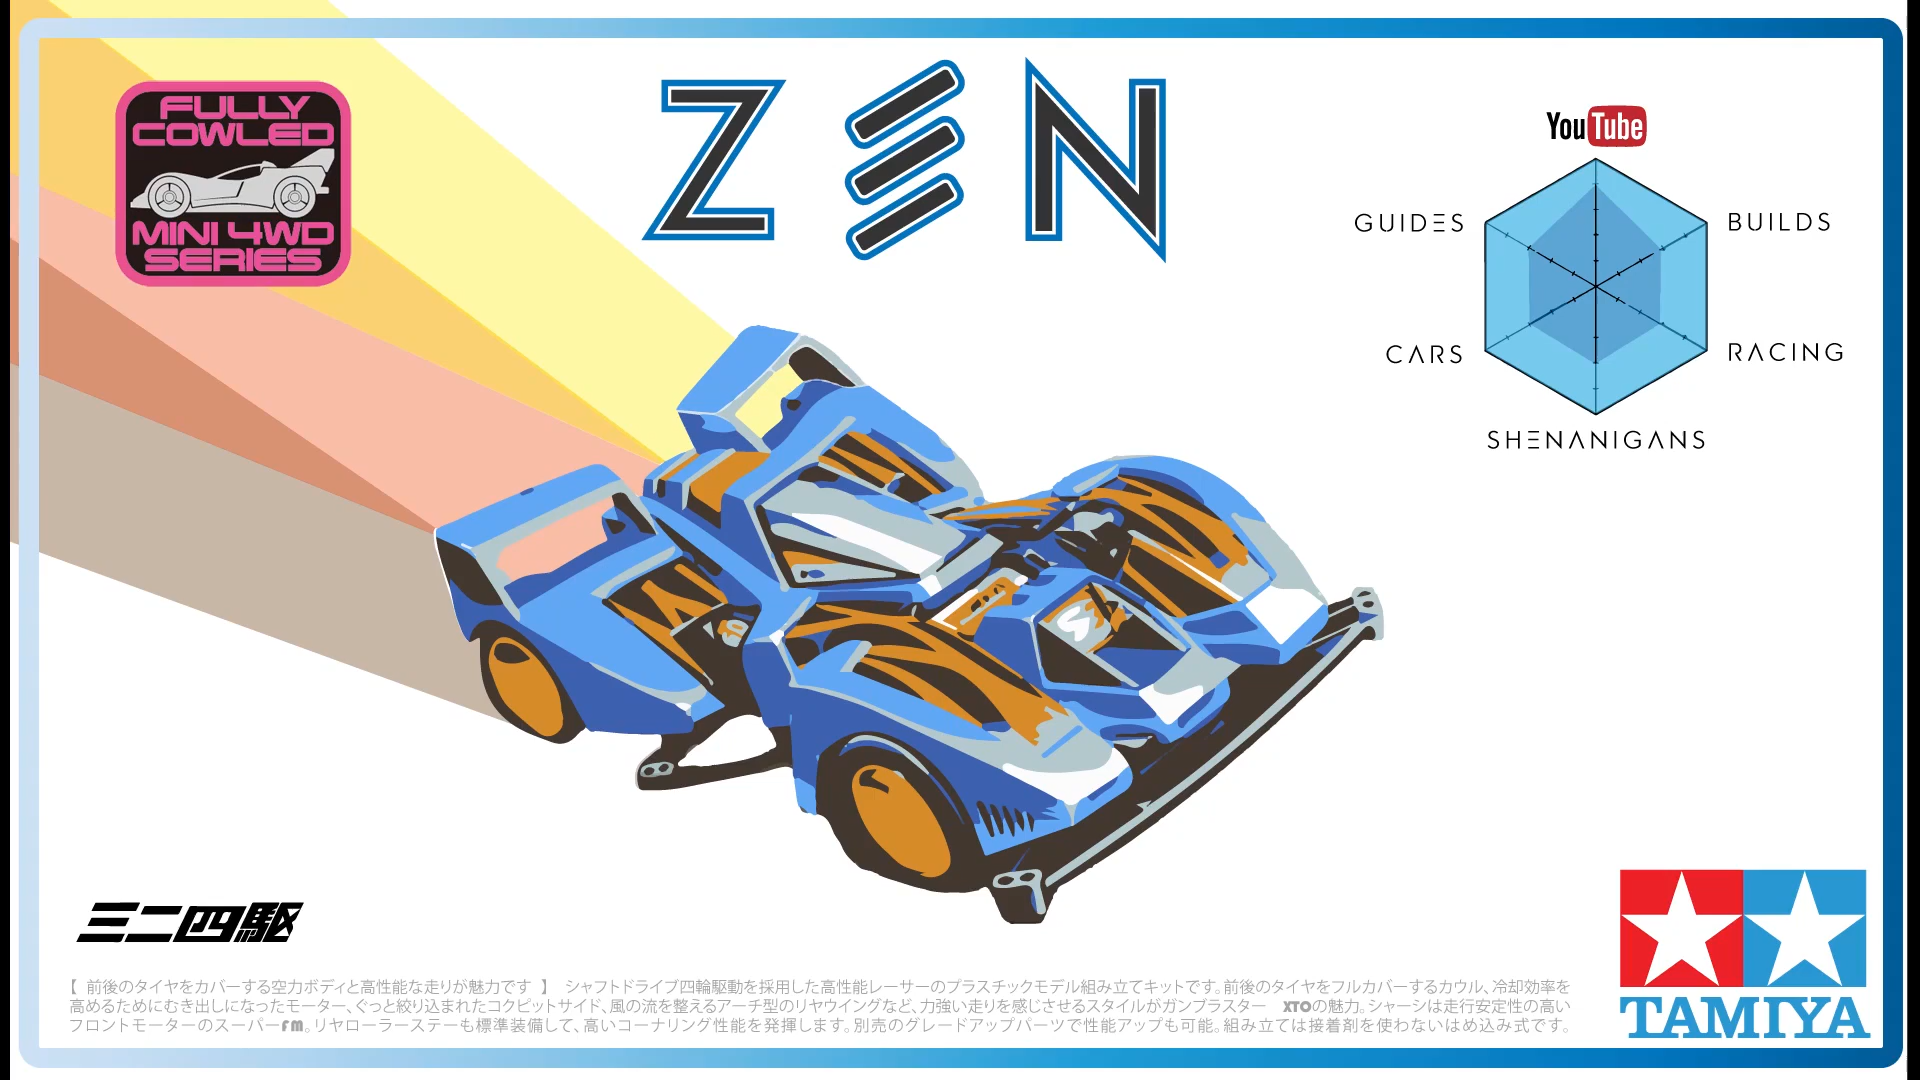 FULLY
COWLED
MINI 4WD
SERIES
ZEN
YouTube
GUIDES
BUILDS
CARS
RACING
SHENANIGANS
ミニ四駆
【 前後のタイヤをカバーする空力ボディと高性能な走りが魅力です 】 シャフトドライブ四輪駆動を採用した高性能レーサーのプラスチックモデル組み立てキットです。前後のタイヤをフルカバーするカウル、冷却効率を
高めるためにむき出しになったモーター、ぐっと絞り込まれたコクピットサイド、風の流を整えるアーチ型のリヤウイングなど、力強い走りを感じさせるスタイルがガンブラスター XTOの魅力。シャーシは走行安定性の高い
フロントモーターのスーパーFM。リヤローラーステーも標準装備して、高いコーナリング性能を発揮します。別売のグレードアップパーツで性能アップも可能。組み立ては接着剤を使わないはめ込み式です。
TAMIYA